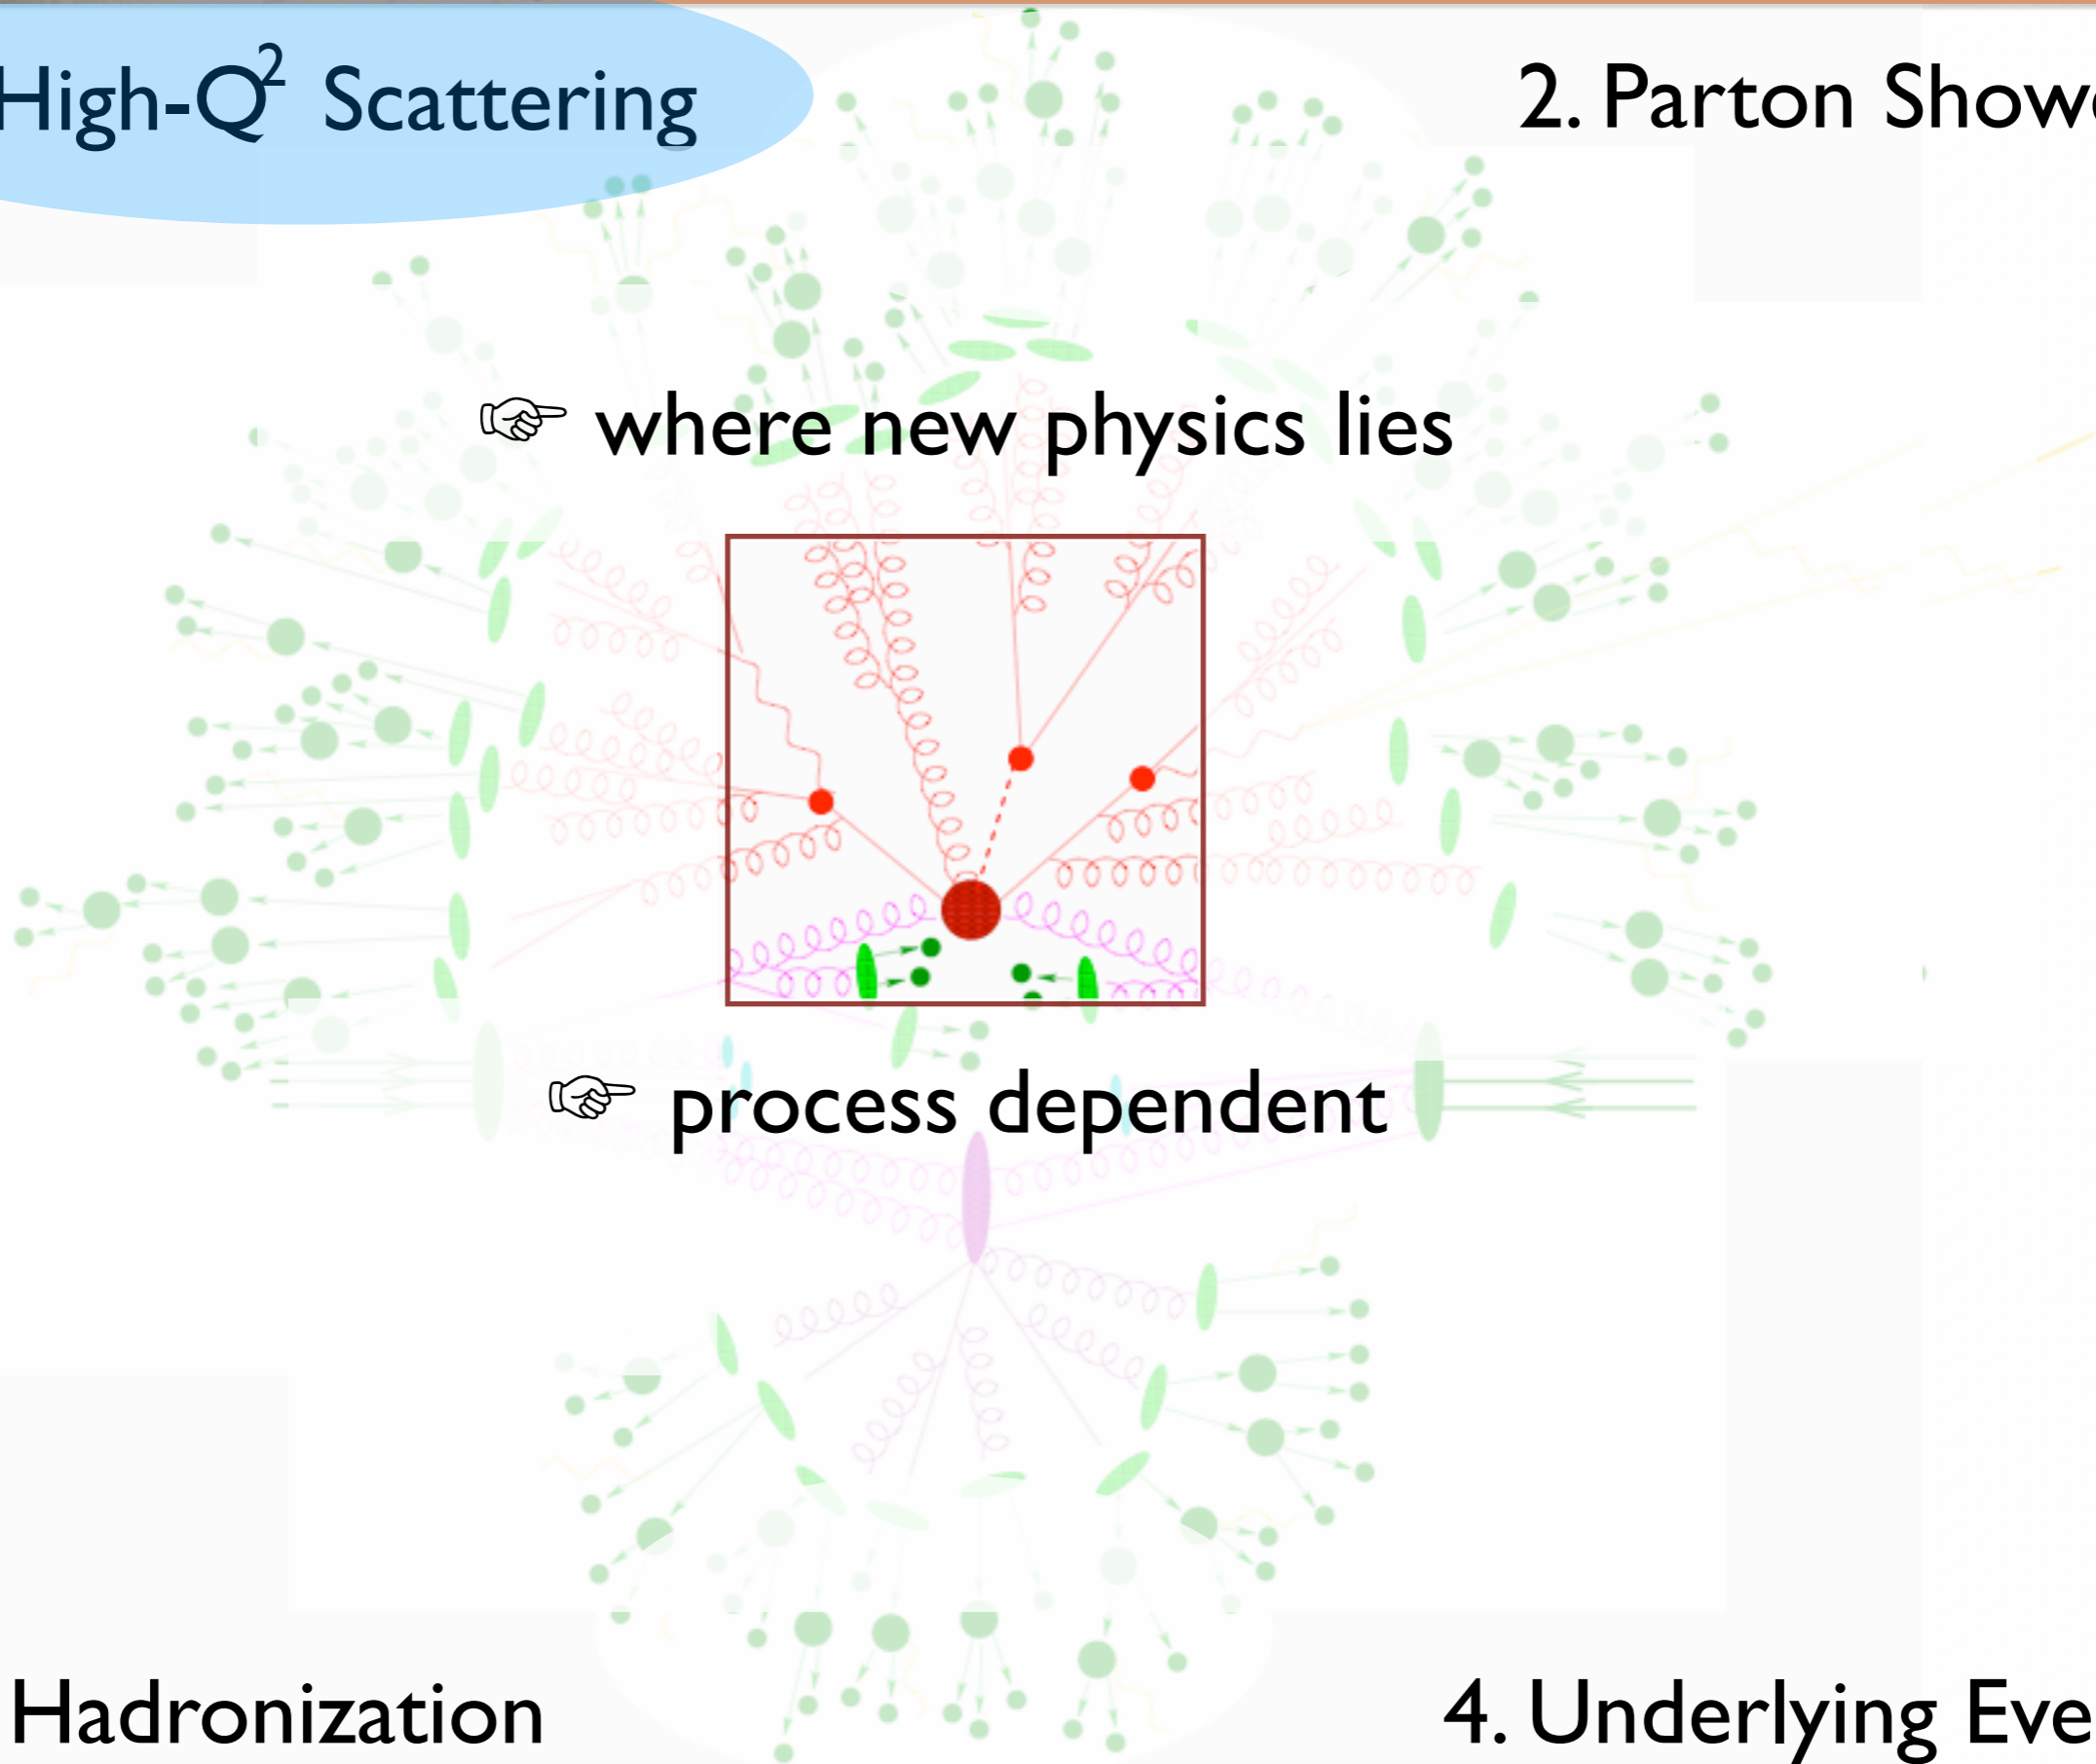 High-Q² Scattering
2. Parton Show
☞ where new physics lies
☞ process dependent
Hadronization
4. Underlying Eve